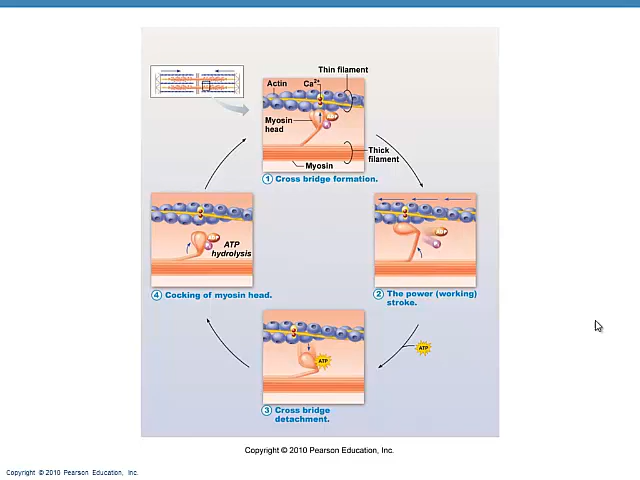 Thin filament
Actin
Ca2+
Myosin
head
ADP
Pi
Thick
filament
Myosin
1 Cross bridge formation.
ADP
Pi
2 The power (working)
stroke.
ATP
ATP
3 Cross bridge
detachment.
ADP
Pi
ATP
hydrolysis
4 Cocking of myosin head.
Copyright © 2010 Pearson Education, Inc.
Copyright © 2010 Pearson Education, Inc.